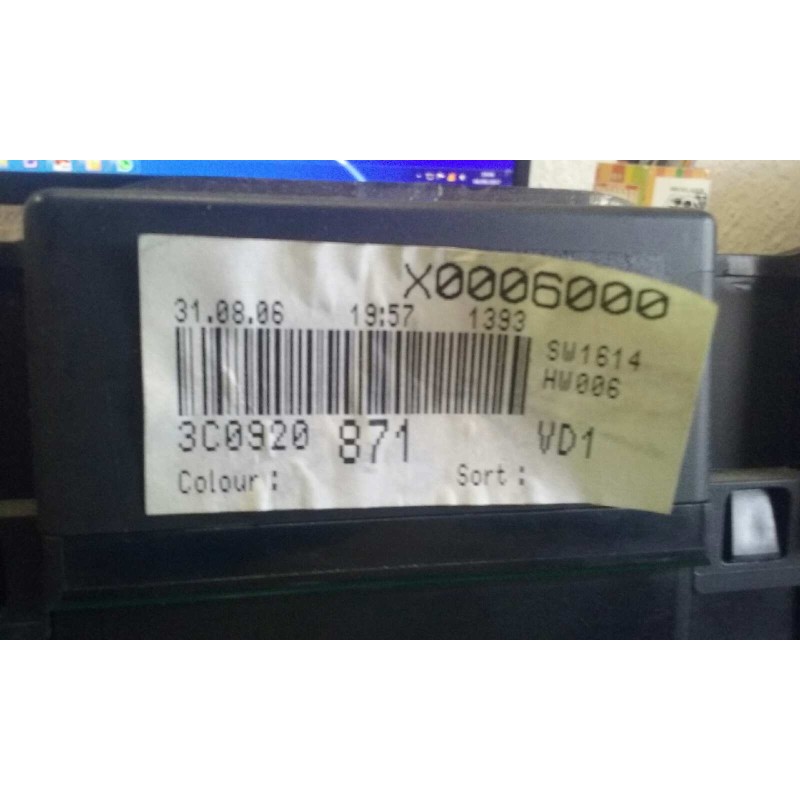 X0006000
31.08.06 19:57 1393
SW1614
HW006
3C0920 871 VD1
Colour: Sort: